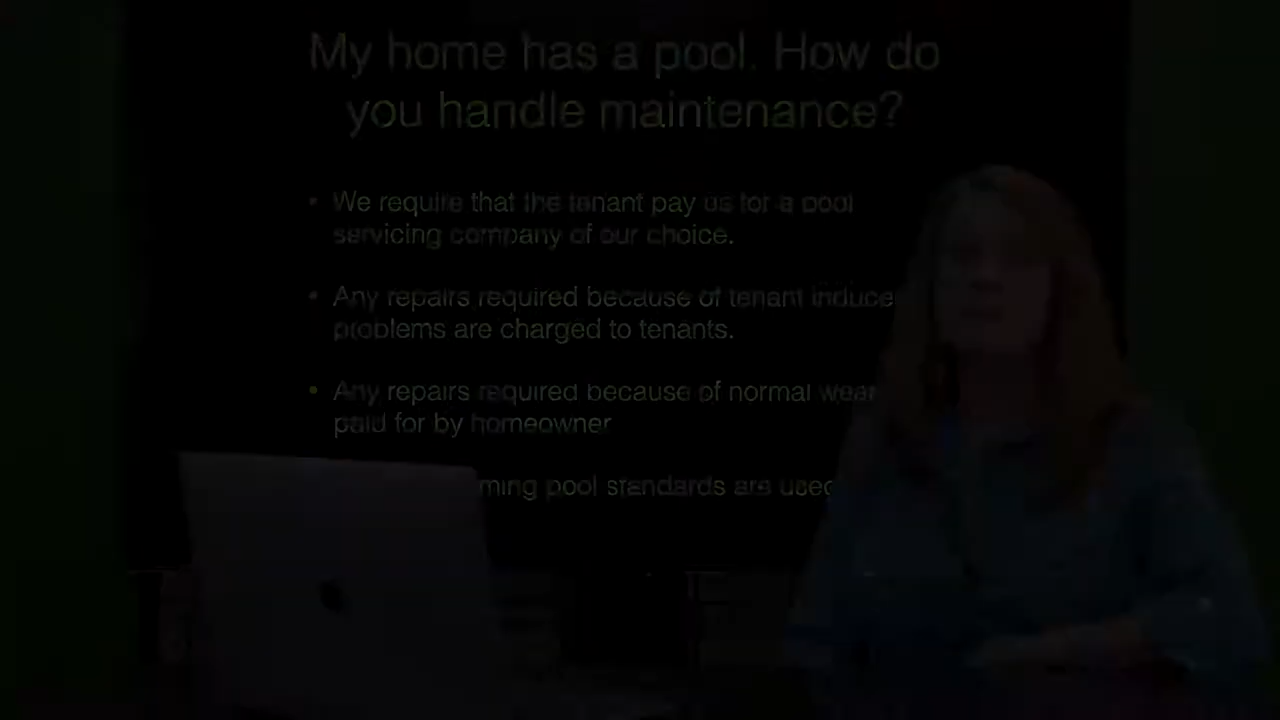 My home has a pool. How do
you handle maintenance?
• We require that the tenant pay us for a pool
servicing company of our choice.
• Any repairs required because of tenant induce
problems are charged to tenants.
• Any repairs required because of normal wear
paid for by homeowner
ming pool standards are used